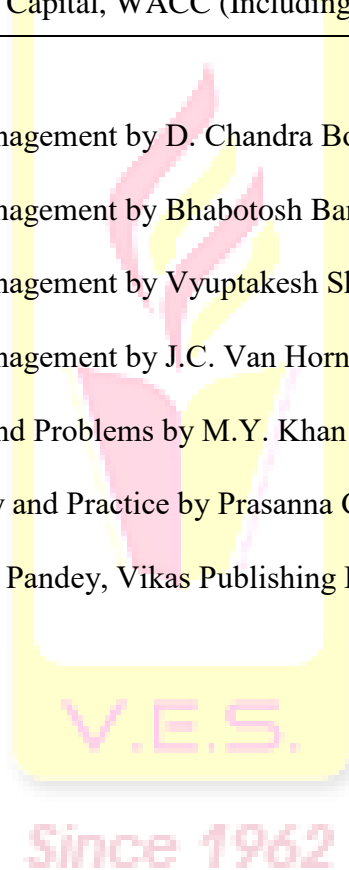 Capital, WACC (Including
nagement by D. Chandra Bo
nagement by Bhabotosh Ban
nagement by Vyuptakesh Sh
nagement by J.C. Van Horn
nd Problems by M.Y. Khan
y and Practice by Prasanna C
Pandey, Vikas Publishing H
V.E.S.
Since 1962